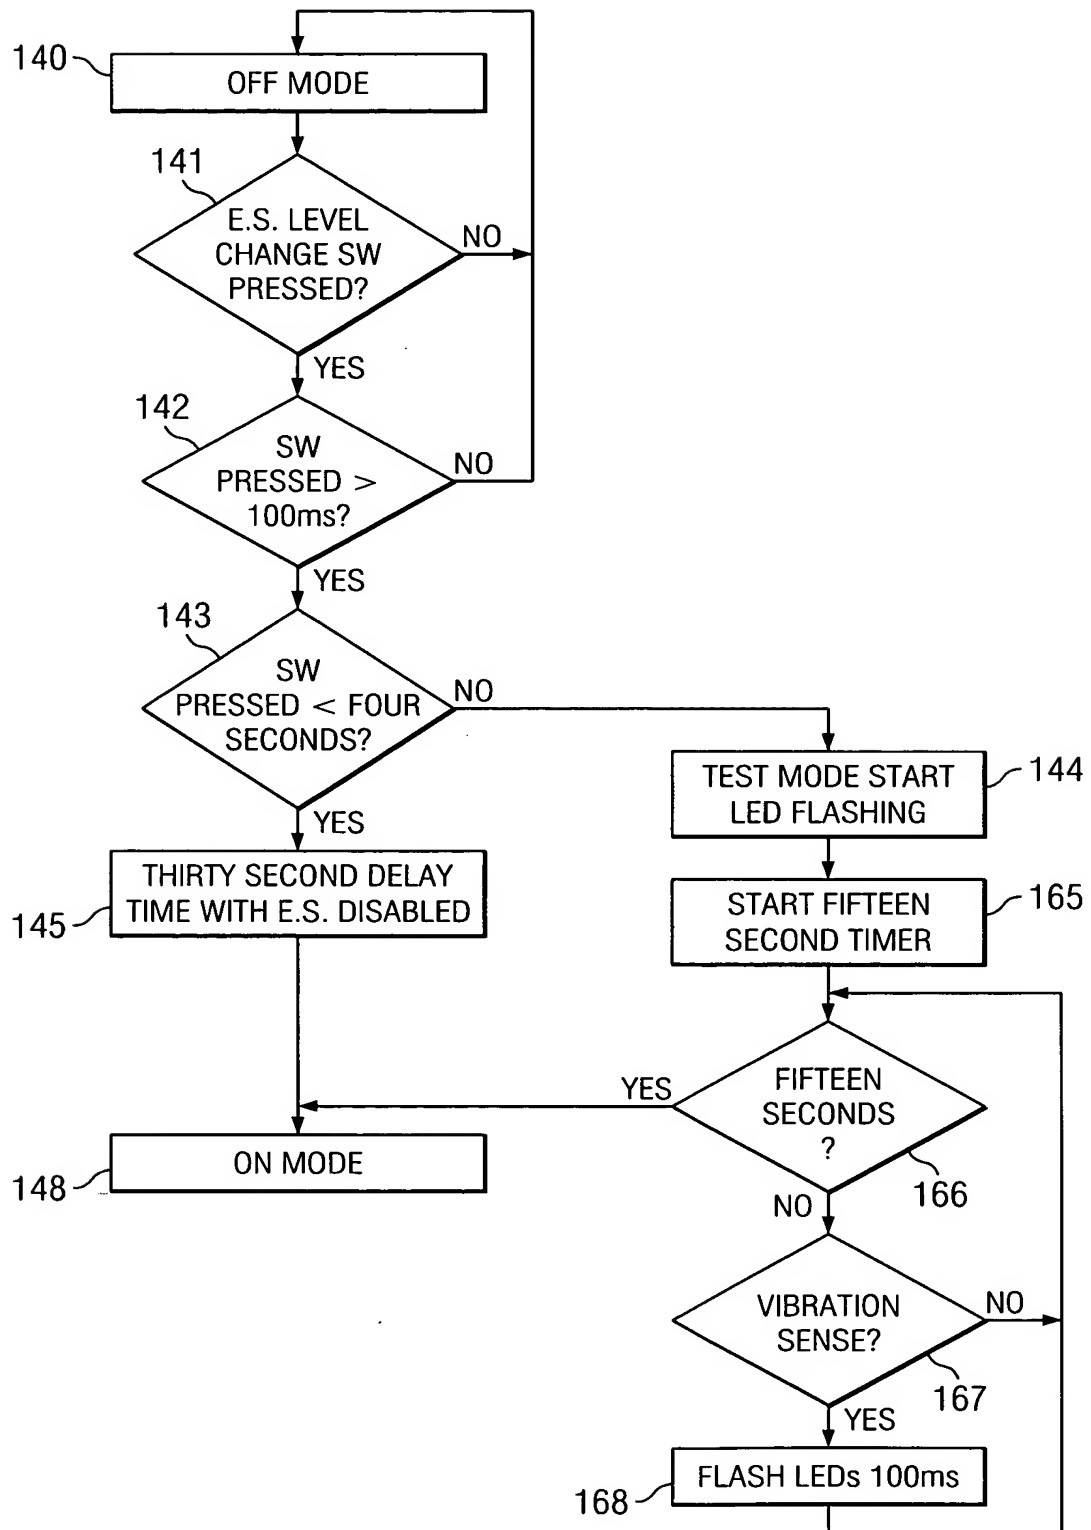 140
OFF MODE
141
E.S. LEVEL
CHANGE SW
PRESSED?
NO
YES
142
SW
PRESSED >
100ms?
NO
YES
143
SW
PRESSED < FOUR
SECONDS?
NO
YES
TEST MODE START
LED FLASHING
144
THIRTY SECOND DELAY
TIME WITH E.S. DISABLED
145
START FIFTEEN
SECOND TIMER
165
YES
FIFTEEN
SECONDS
?
166
NO
ON MODE
148
VIBRATION
SENSE?
NO
167
YES
FLASH LEDs 100ms
168